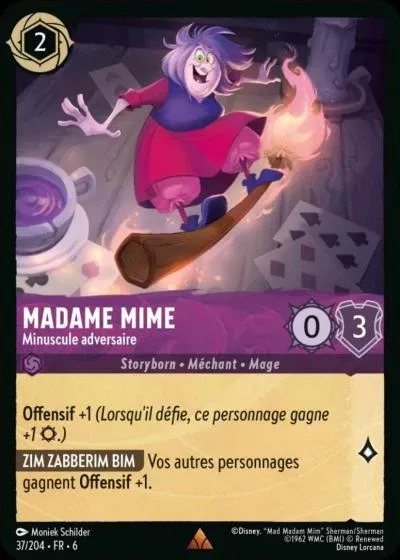 2
MADAME MIME
Minuscule adversaire
0
3
Storyborn • Méchant • Mage
Offensif +1 (Lorsqu'il défie, ce personnage gagne
+1 .)
ZIM ZABBERIM BIM Vos autres personnages
gagnent Offensif +1.
Moniek Schilder
37/204 • FR • 6
©Disney. "Mad Madam Mim" Sherman/Sherman
©1962 WMC (BMI) © Renewed
Disney Lorcana